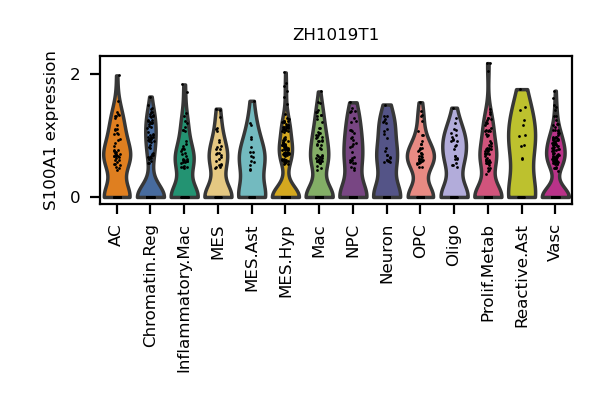 ZH1019T1
S100A1 expression
2
0
AC
Chromatin.Reg
Inflammatory.Mac
MES
MES.Ast
MES.Hyp
Mac
NPC
Neuron
OPC
Oligo
Prolif.Metab
Reactive.Ast
Vasc